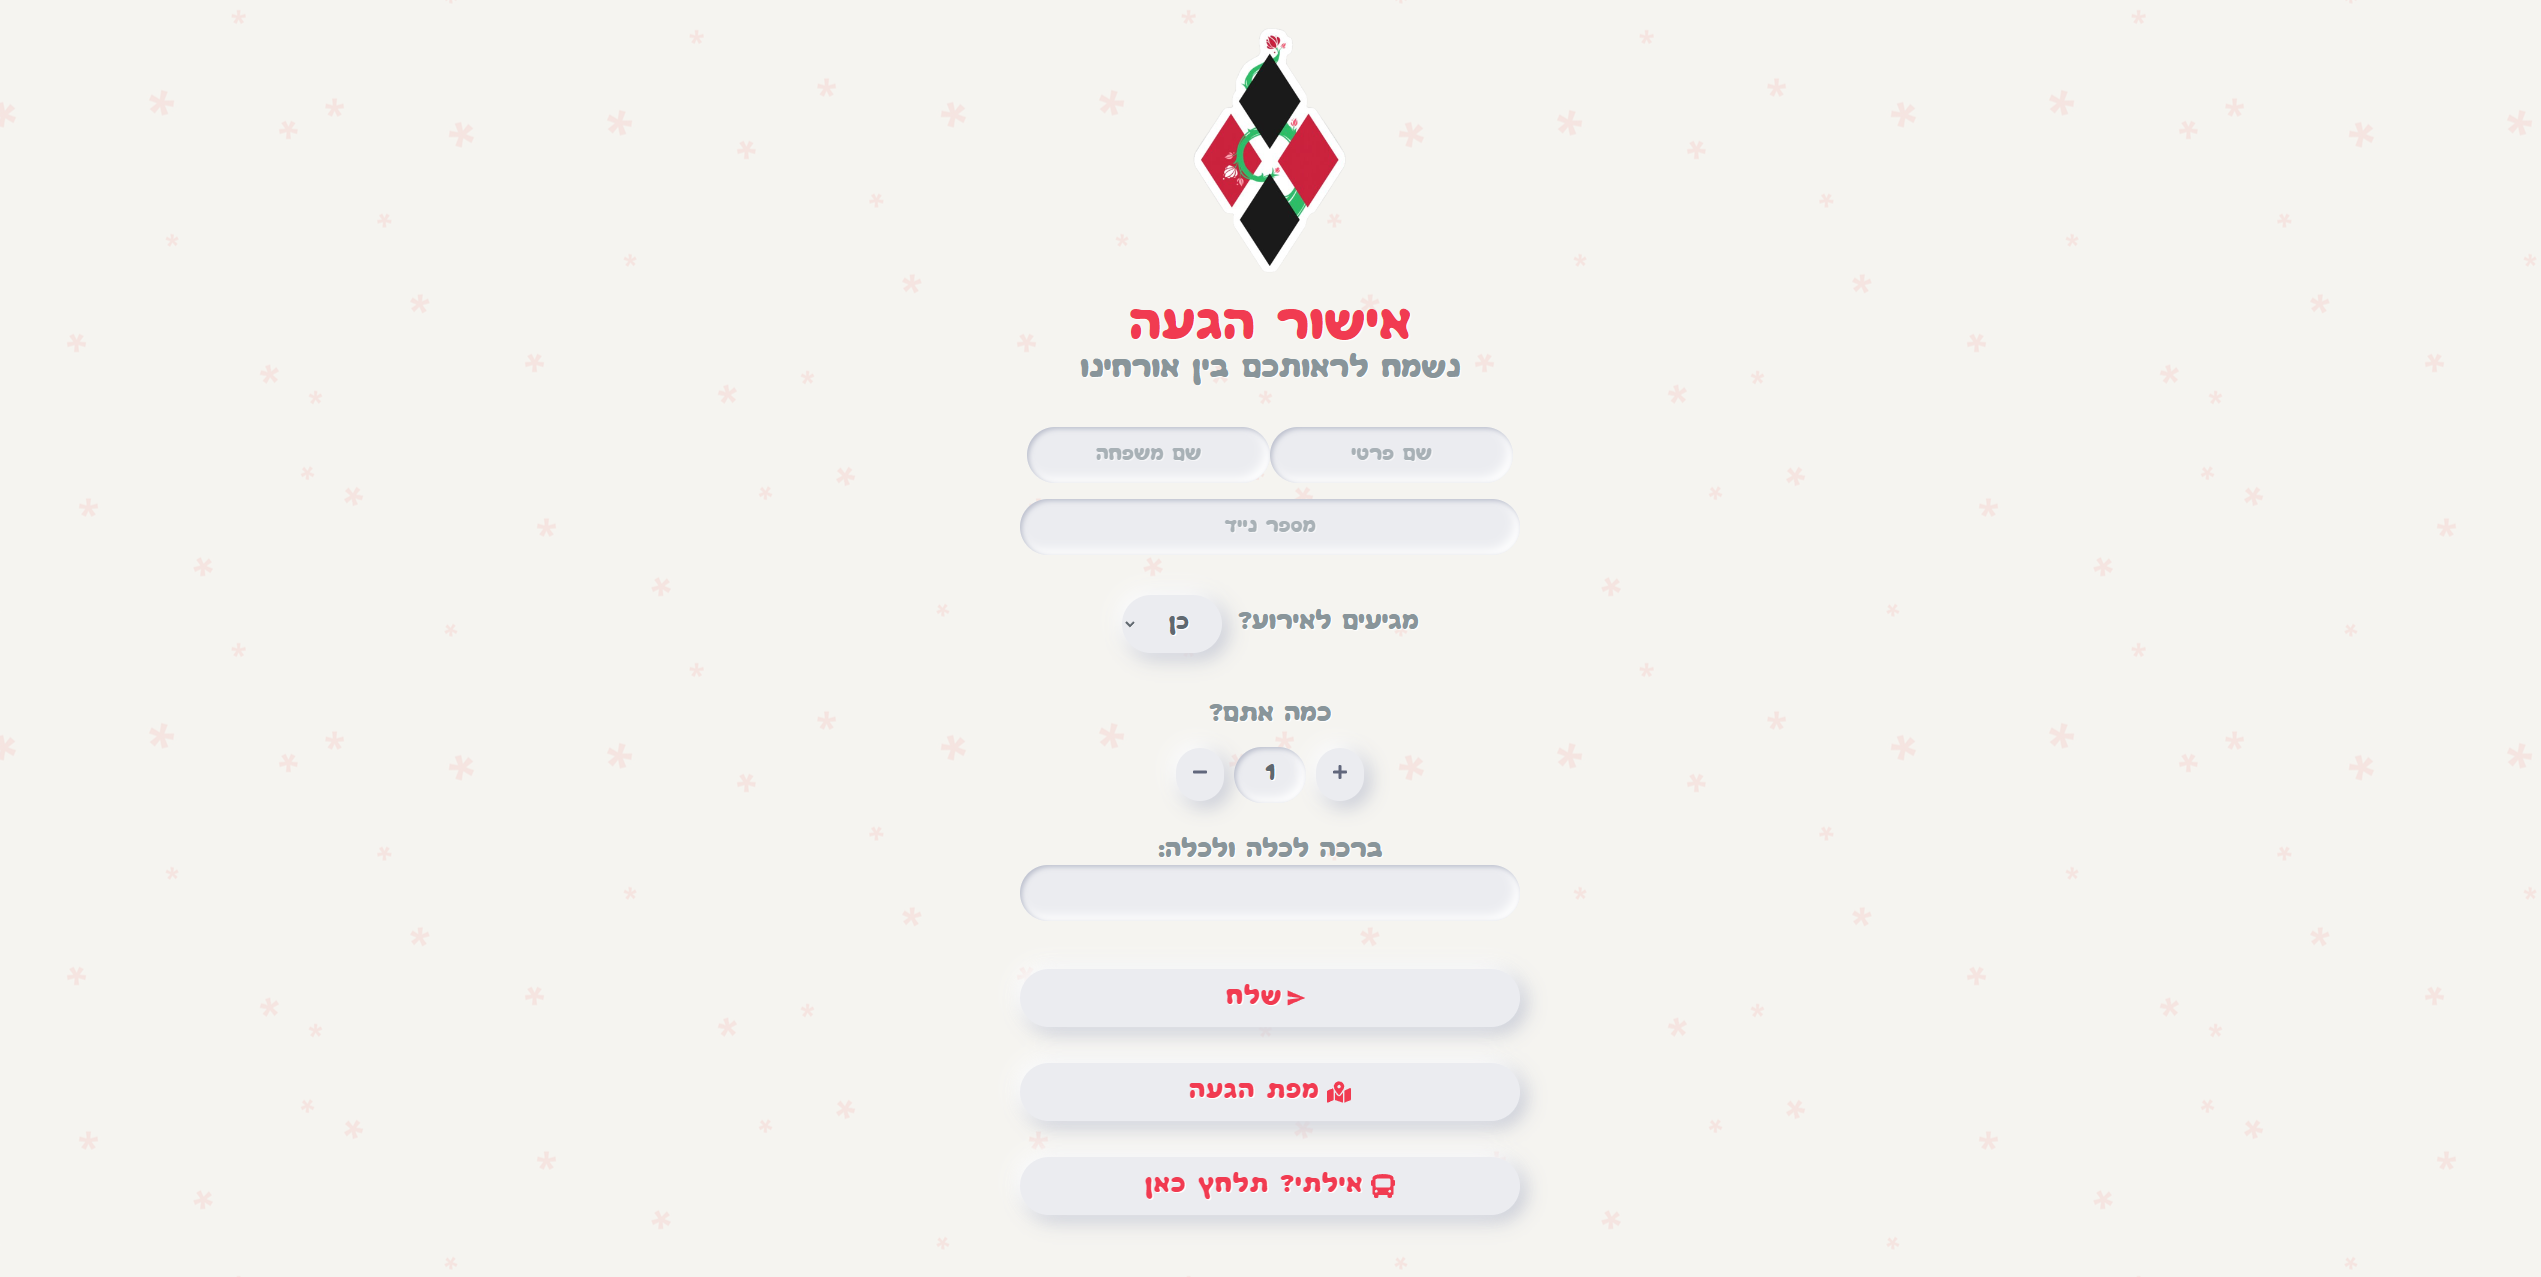 אישור הגעה
נשמח לראותכם בין אורחינו
שם פרטי שם משפחה
מספר נייד
מגיעים לאירוע? כן
כמה אתם?
+ 1 −
ברכה לכלה ולכלה:
שלח
מפת הגעה
אילתי? תלחץ כאן